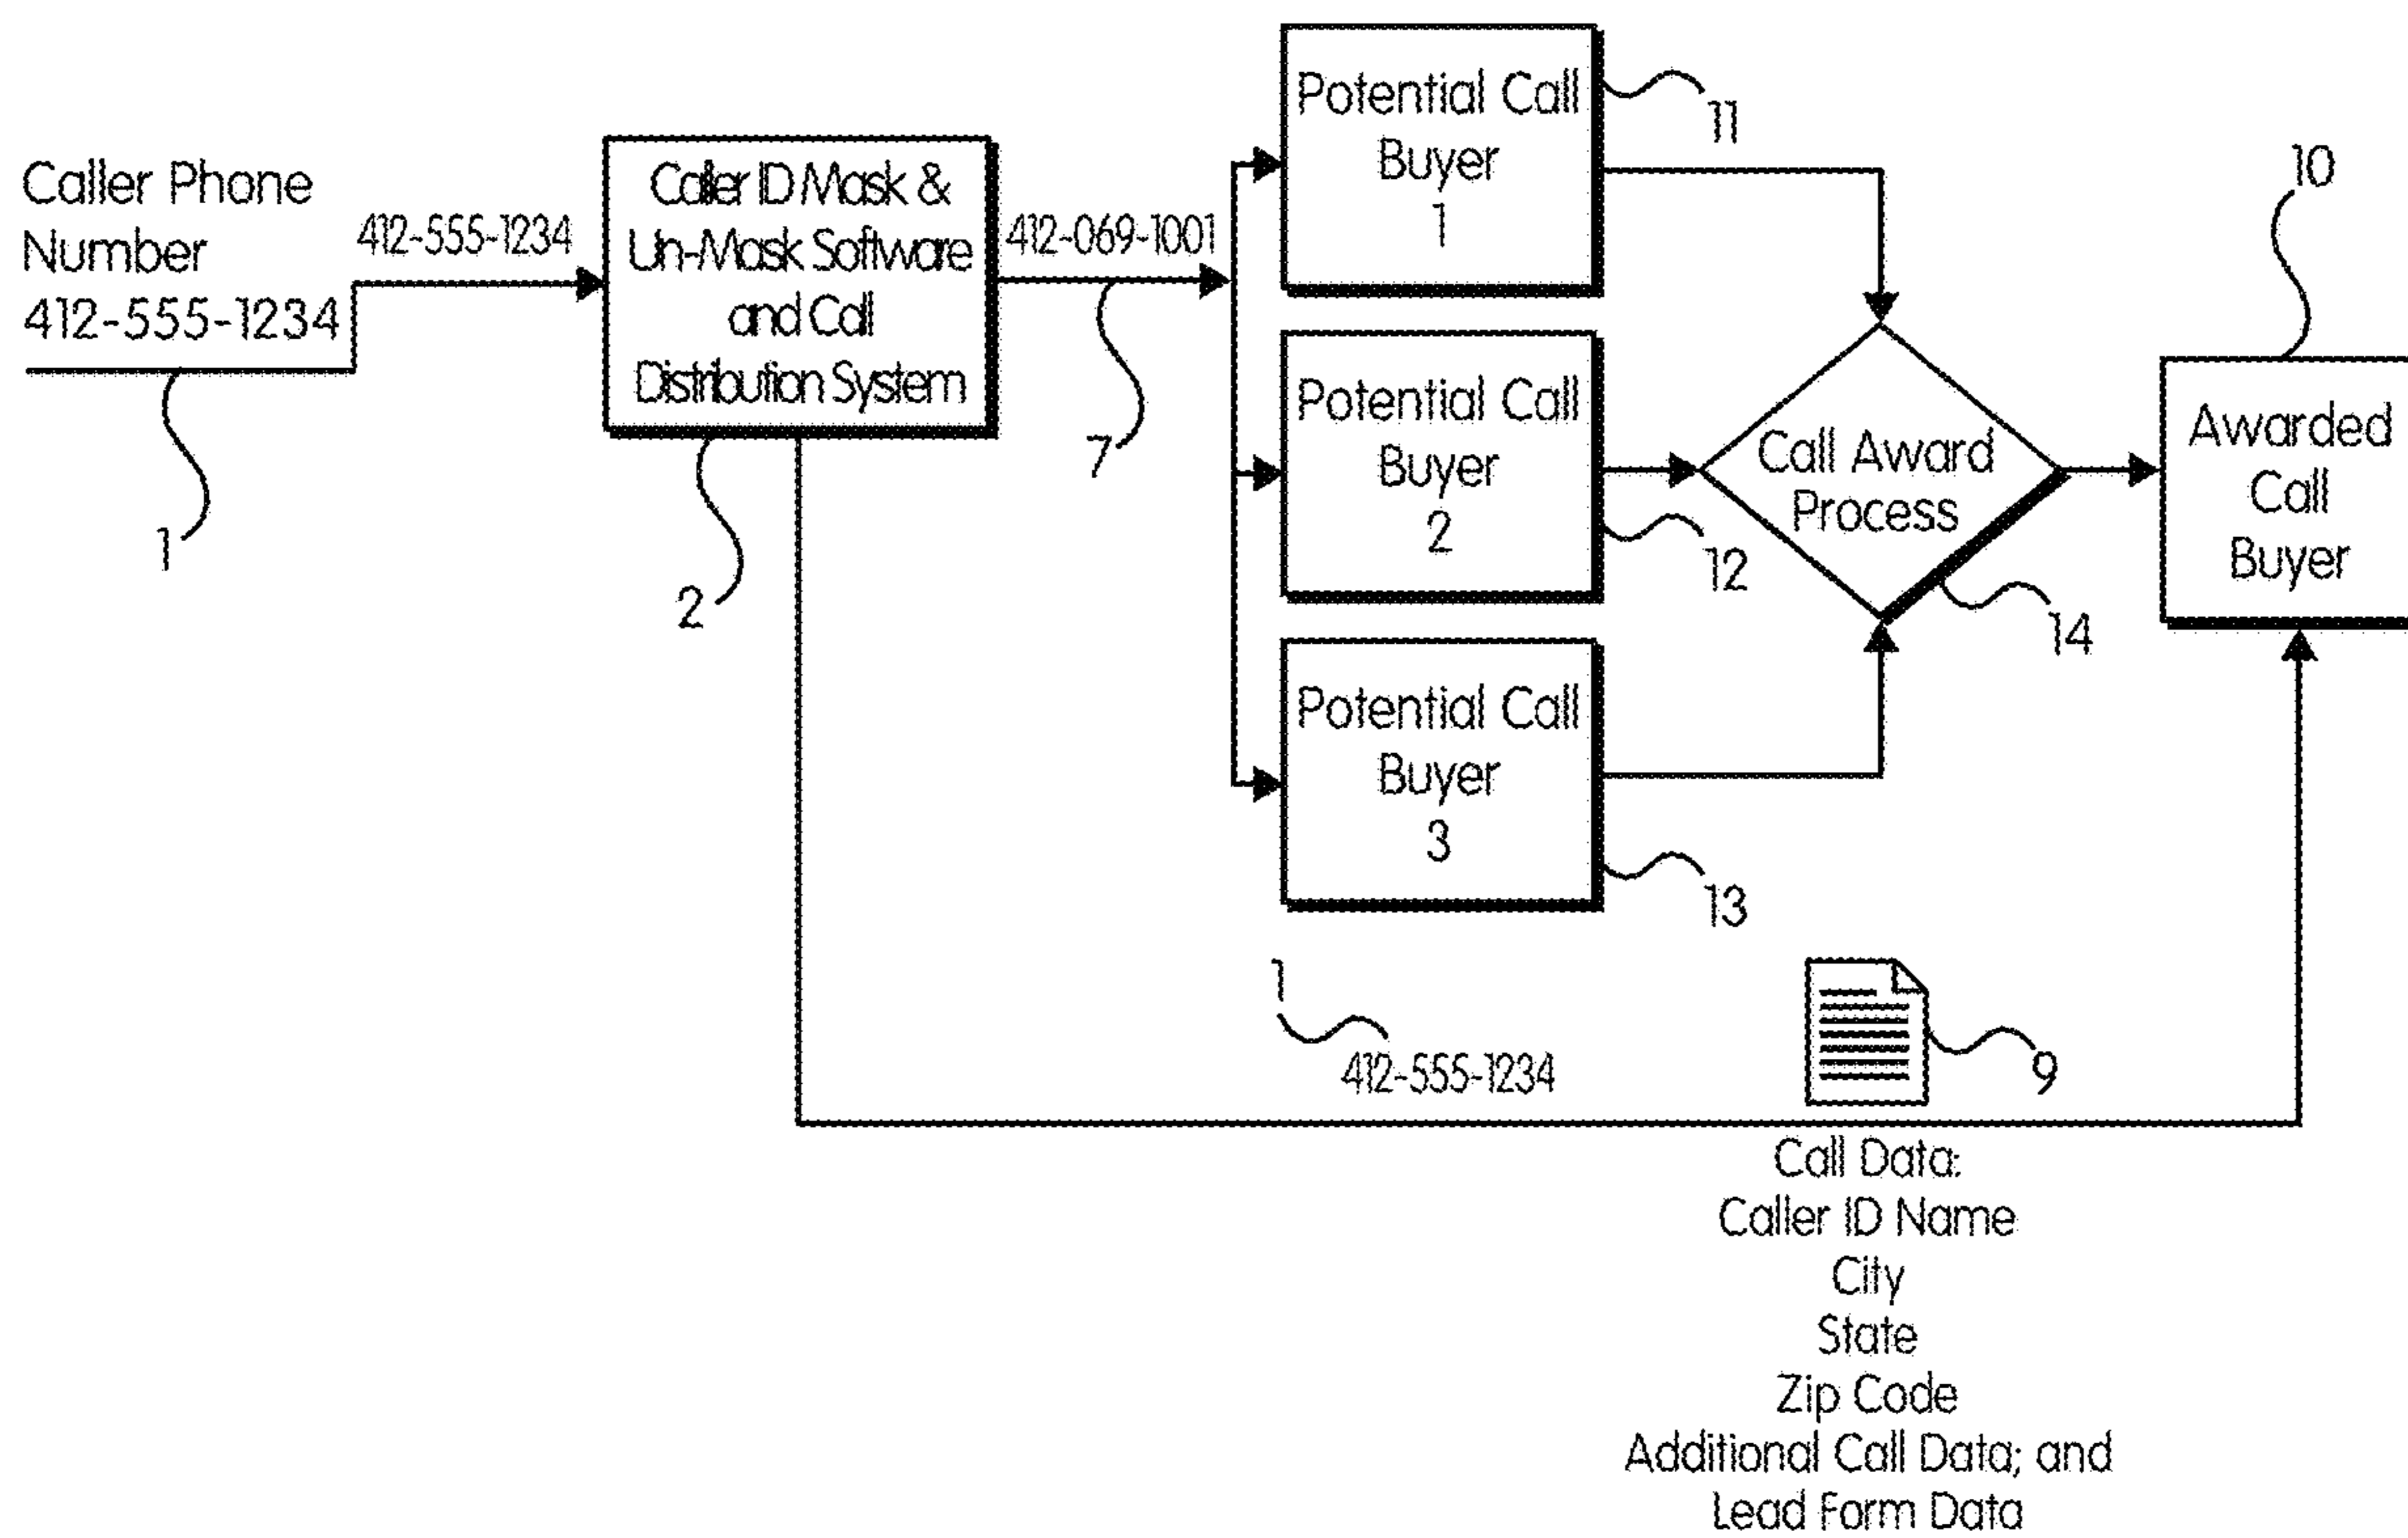 Caller Phone
Number
412-555-1234
1
412-555-1234
Caller ID Mask &
Un-Mask Software
and Call
Distribution System
2
412-069-1001
7
Potential Call
Buyer
1
11
Potential Call
Buyer
2
12
Potential Call
Buyer
3
13
Call Award
Process
14
10
Awarded
Call
Buyer
1
412-555-1234
9
Call Data:
Caller ID Name
City
State
Zip Code
Additional Call Data; and
Lead Form Data